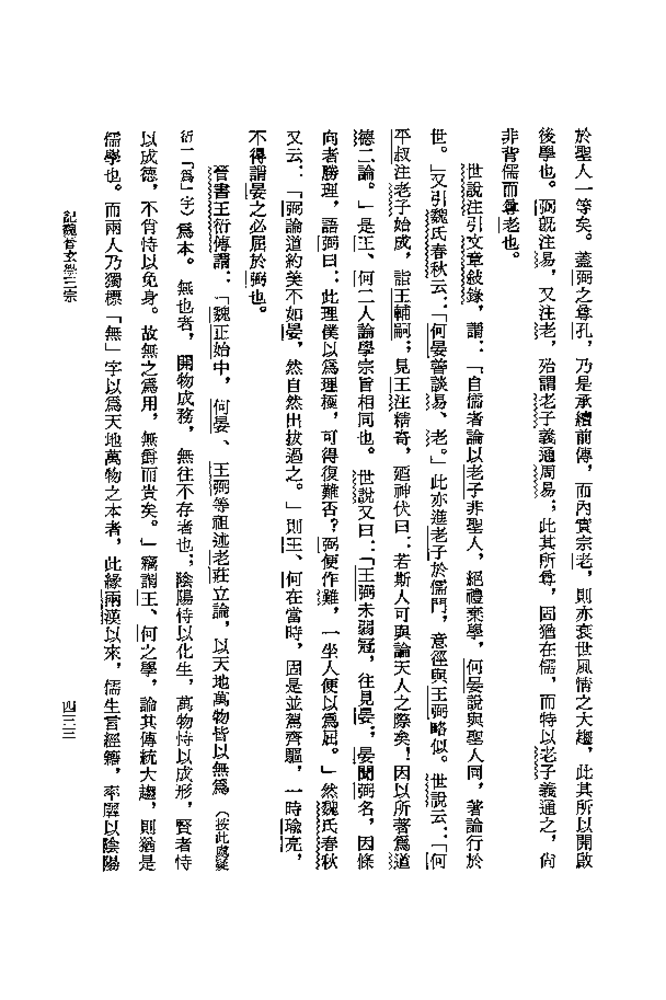 於聖人一等矣。蓋弼之尊孔，乃是承續前傳，而內實宗老，則亦衰世風情之大趨，此其所以開啟
後學也。弼既注易，又注老，殆謂老子義通周易；此其所尊，固猶在儒，而特以老子義通之，尚
非背儒而尊老也。
世說注引文章敍錄，謂：「自儒者論以老子非聖人，絕禮棄學，何晏說與聖人同，著論行於
世。」又引魏氏春秋云：「何晏善談易、老。」此亦進老子於儒門，意徑與王弼略似。世說云：「何
平叔注老子始成，詣王輔嗣；見王注精奇，迺神伏曰：若斯人可與論天人之際矣！因以所著為道
德二論。」是王、何二人論學宗旨相同也。世說又曰：「王弼未弱冠，往見晏；晏聞弼名，因條
向者勝理，語弼曰：此理僕以為理極，可得復難否？弼便作難，一坐人便以為屈。」然魏氏春秋
又云：「弼論道約美不如晏，然自然出拔過之。」則王、何在當時，固是並駕齊驅，一時瑜亮，
不得謂晏之必屈於弼也。
晉書王衍傳謂：「魏正始中，何晏、王弼等祖述老莊立論，以天地萬物皆以無為（按此處疑
衍一「為」字）為本。無也者，開物成務，無往不存者也；陰陽恃以化生，萬物恃以成形，賢者恃
以成德，不肖恃以免身。故無之為用，無爵而貴矣。」竊謂王、何之學，論其傳統大趨，則猶是
儒學也。而兩人乃獨標「無」字以為天地萬物之本者，此緣兩漢以來，儒生言經籍，率罪以陰陽
記魏晉玄學三宗
四三三